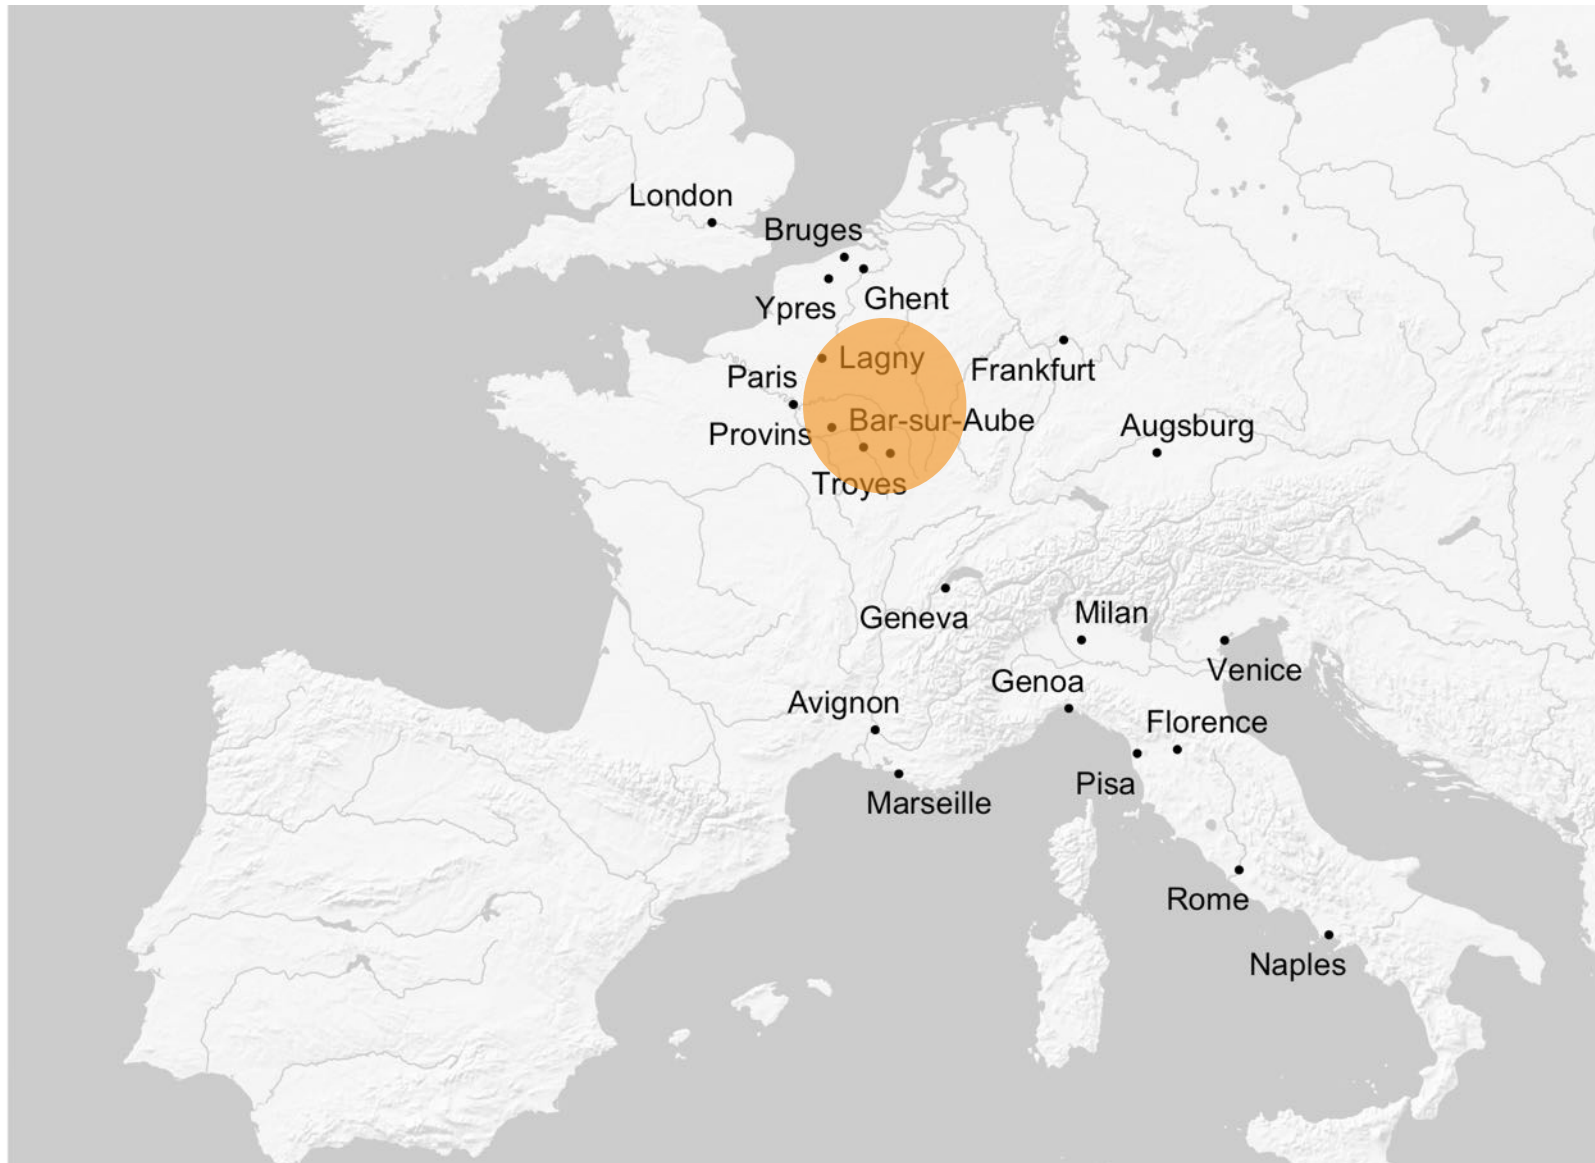 London
Bruges
Ypres
Ghent
Lagny
Paris
Frankfurt
Provins
Bar-sur-Aube
Augsburg
Troyes
Geneva
Milan
Venice
Genoa
Avignon
Florence
Pisa
Marseille
Rome
Naples